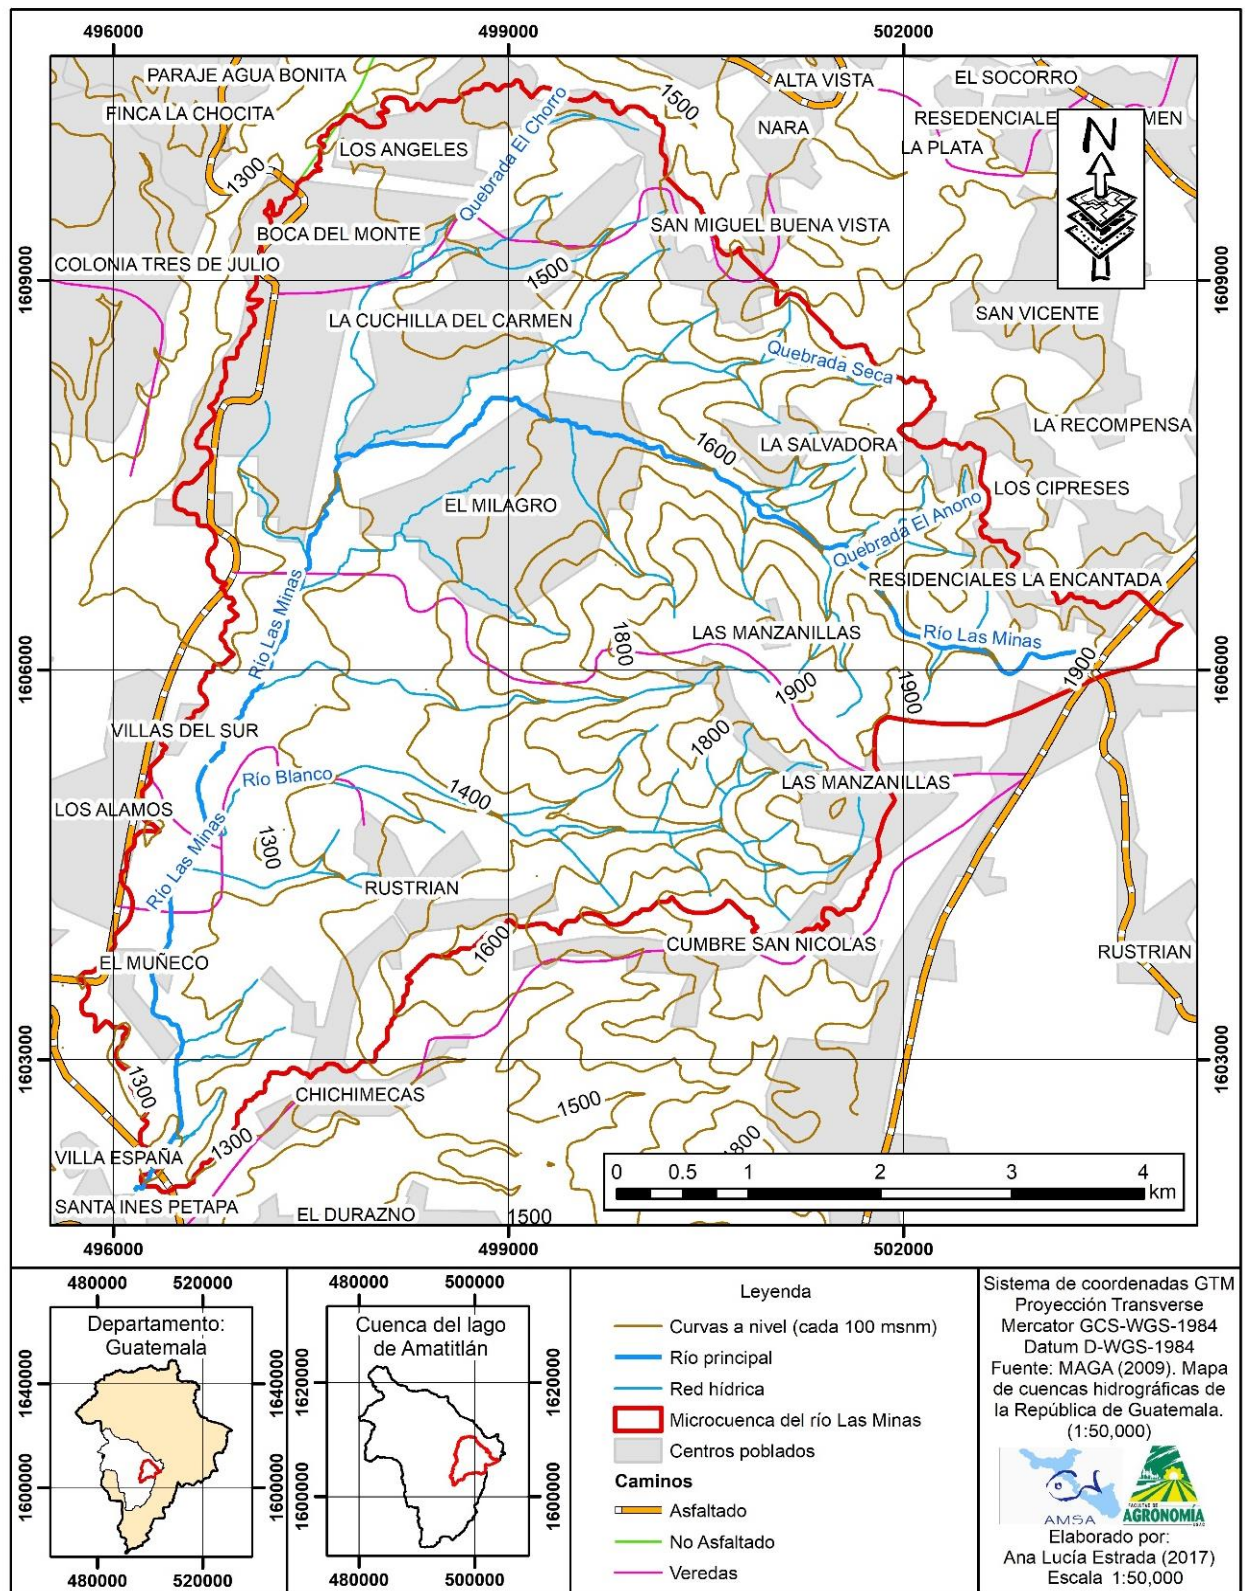 496000 499000 502000
PARAJE AGUA BONITA
ALTA VISTA
EL SOCORRO
FINCA LA CHOCITA
1500
NARA
RESEDENCIALE MEN
LA PLATA
N
LOS ANGELES
Quebrada El Chorro
1300
BOCA DEL MONTE
SAN MIGUEL BUENA VISTA
COLONIA TRES DE JULIO
1609000
1500
1609000
LA CUCHILLA DEL CARMEN
SAN VICENTE
Quebrada Seca
LA RECOMPENSA
1600
LA SALVADORA
LOS CIPRESES
EL MILAGRO
Quebrada El Anono
RESIDENCIALES LA ENCANTADA
Río Las Minas
1800
LAS MANZANILLAS
Río Las Minas
1606000
1900
1900
1900
1606000
VILLAS DEL SUR
1800
Río Blanco
LAS MANZANILLAS
LOS ALAMOS
1400
Río Las Minas
1300
RUSTRIAN
1600
CUMBRE SAN NICOLAS
RUSTRIAN
EL MUÑECO
1603000
1603000
1300
CHICHIMECAS
1500
1300
1800
VILLA ESPAÑA
0 0.5 1 2 3 4
km
SANTA INES PETAPA
EL DURAZNO
1500
496000 499000 502000
480000 520000
Departamento:
Guatemala
1640000
1600000
1640000
1600000
480000 520000
480000 500000
Cuenca del lago
de Amatitlán
1620000
1600000
1620000
1600000
480000 500000
Leyenda
Curvas a nivel (cada 100 msnm)
Río principal
Red hídrica
Microcuenca del río Las Minas
Centros poblados
Caminos
Asfaltado
No Asfaltado
Veredas
Sistema de coordenadas GTM
Proyección Transverse
Mercator GCS-WGS-1984
Datum D-WGS-1984
Fuente: MAGA (2009). Mapa
de cuencas hidrográficas de
la República de Guatemala.
(1:50,000)
AMSA
FACULTAD DE
AGRONOMÍA
Elaborado por:
Ana Lucía Estrada (2017)
Escala 1:50,000